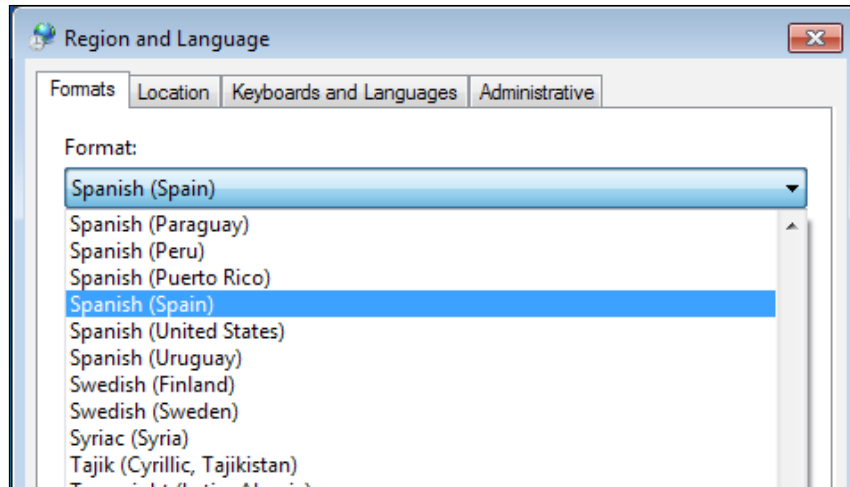 Region and Language
Formats Location Keyboards and Languages Administrative
Format:
Spanish (Spain)
Spanish (Paraguay)
Spanish (Peru)
Spanish (Puerto Rico)
Spanish (Spain)
Spanish (United States)
Spanish (Uruguay)
Swedish (Finland)
Swedish (Sweden)
Syriac (Syria)
Tajik (Cyrillic, Tajikistan)